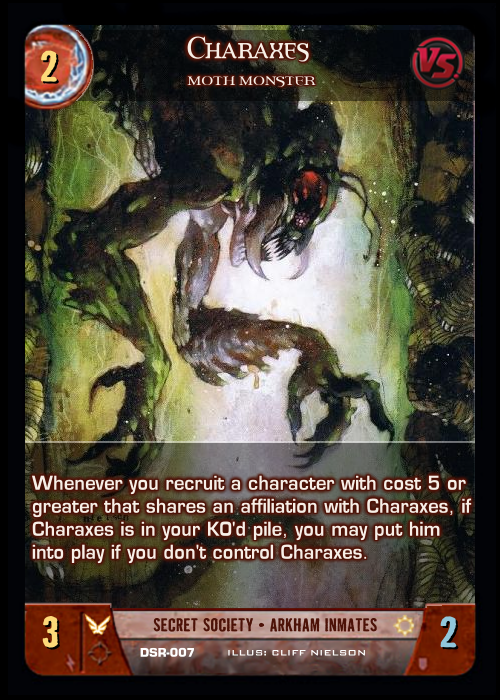 2
CHARAXES
VS.
MOTH MONSTER
Whenever you recruit a character with cost 5 or
greater that shares an affiliation with Charaxes, if
Charaxes is in your KO'd pile, you may put him
into play if you don't control Charaxes.
3
SECRET SOCIETY • ARKHAM INMATES
2
DSR-007 ILLUS: CLIFF NIELSON